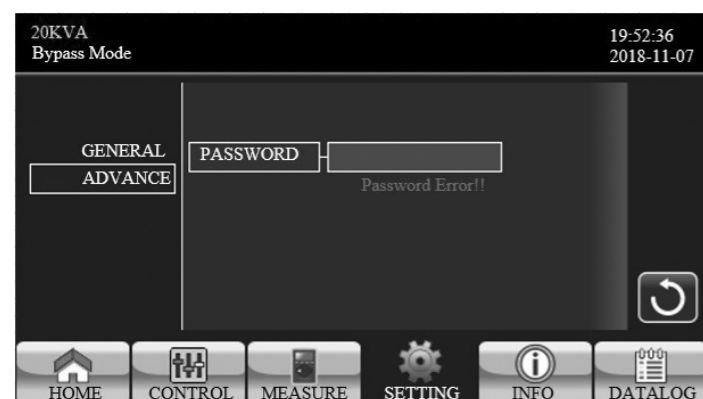 20KVA
Bypass Mode
19:52:36
2018-11-07
GENERAL
ADVANCE
PASSWORD
Password Error!!
HOME
CONTROL
MEASURE
SETTING
INFO
DATALOG